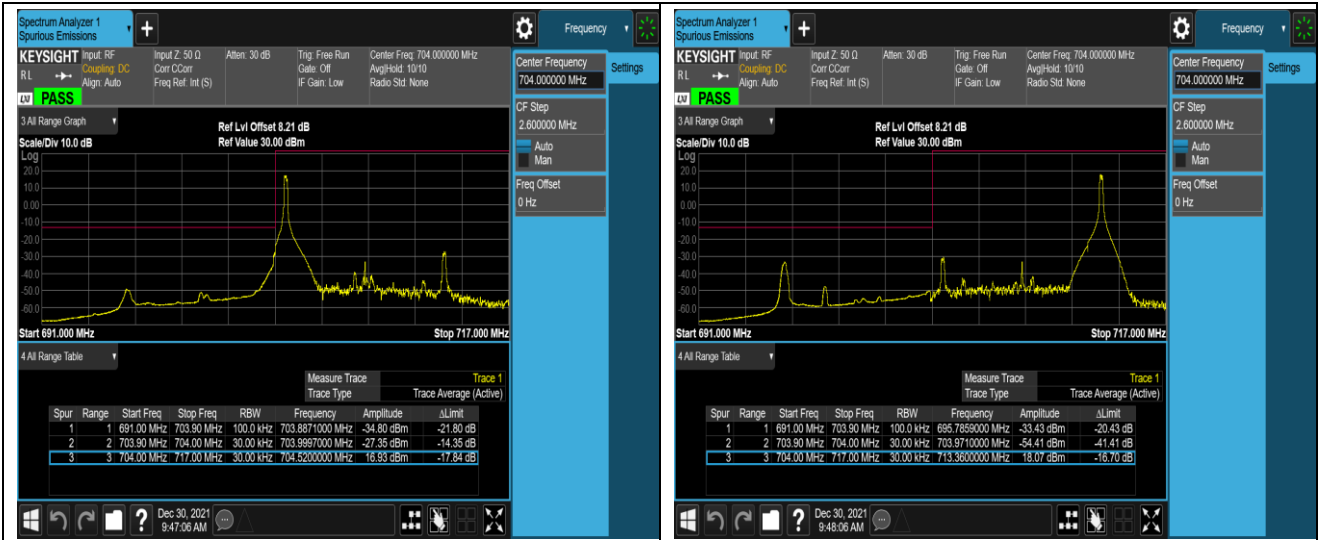 Spectrum Analyzer 1
Spurious Emissions
Frequency
KEYSIGHT Input: RF Input Z: 50 Ω Atten: 30 dB Trig: Free Run Center Freq: 704.000000 MHz
Coupling: DC Corr CCorr Gate: Off Avg|Hold: 10/10
RL Align: Auto Freq Ref: Int (S) IF Gain: Low Radio Std: None
PASS
Center Frequency
704.000000 MHz
Settings
CF Step
2.600000 MHz
Auto
Man
Freq Offset
0 Hz
3 All Range Graph
Ref Lvl Offset 8.21 dB
Scale/Div 10.0 dB Ref Value 30.00 dBm
Log
20.0
10.0
0.00
-10.0
-20.0
-30.0
-40.0
-50.0
-60.0
Start 691.000 MHz Stop 717.000 MHz
4 All Range Table
Measure Trace Trace 1
Trace Type Trace Average (Active)
Spur Range Start Freq Stop Freq RBW Frequency Amplitude ΔLimit
1 1 691.00 MHz 703.90 MHz 100.0 kHz 703.8871000 MHz -34.80 dBm -21.80 dB
2 2 703.90 MHz 704.00 MHz 30.00 kHz 703.9997000 MHz -27.35 dBm -14.35 dB
3 3 704.00 MHz 717.00 MHz 30.00 kHz 704.5200000 MHz 16.93 dBm -17.84 dB
Dec 30, 2021
9:47:06 AM
Spectrum Analyzer 1
Spurious Emissions
Frequency
KEYSIGHT Input: RF Input Z: 50 Ω Atten: 30 dB Trig: Free Run Center Freq: 704.000000 MHz
Coupling: DC Corr CCorr Gate: Off Avg|Hold: 10/10
RL Align: Auto Freq Ref: Int (S) IF Gain: Low Radio Std: None
PASS
Center Frequency
704.000000 MHz
Settings
CF Step
2.600000 MHz
Auto
Man
Freq Offset
0 Hz
3 All Range Graph
Ref Lvl Offset 8.21 dB
Scale/Div 10.0 dB Ref Value 30.00 dBm
Log
20.0
10.0
0.00
-10.0
-20.0
-30.0
-40.0
-50.0
-60.0
Start 691.000 MHz Stop 717.000 MHz
4 All Range Table
Measure Trace Trace 1
Trace Type Trace Average (Active)
Spur Range Start Freq Stop Freq RBW Frequency Amplitude ΔLimit
1 1 691.00 MHz 703.90 MHz 100.0 kHz 695.7859000 MHz -33.43 dBm -20.43 dB
2 2 703.90 MHz 704.00 MHz 30.00 kHz 703.9710000 MHz -54.41 dBm -41.41 dB
3 3 704.00 MHz 717.00 MHz 30.00 kHz 713.3600000 MHz 18.07 dBm -16.70 dB
Dec 30, 2021
9:48:06 AM